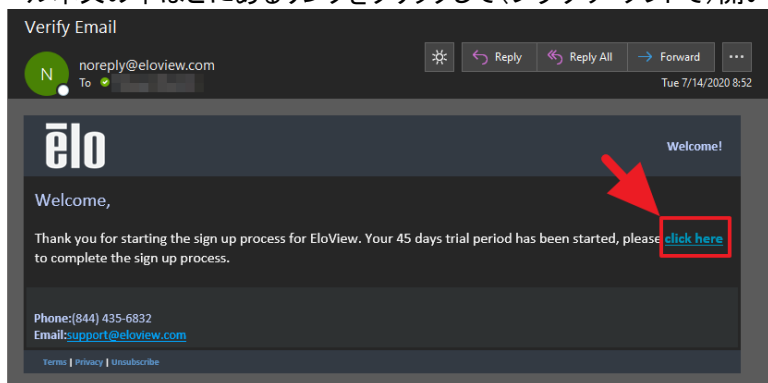 Verify Email
noreply@eloview.com
To
Reply
Reply All
Forward
Tue 7/14/2020 8:52
N
ēlo
Welcome!
Welcome,
Thank you for starting the sign up process for EloView. Your 45 days trial period has been started, please click here
to complete the sign up process.
Phone:(844) 435-6832
Email:support@eloview.com
Terms | Privacy | Unsubscribe